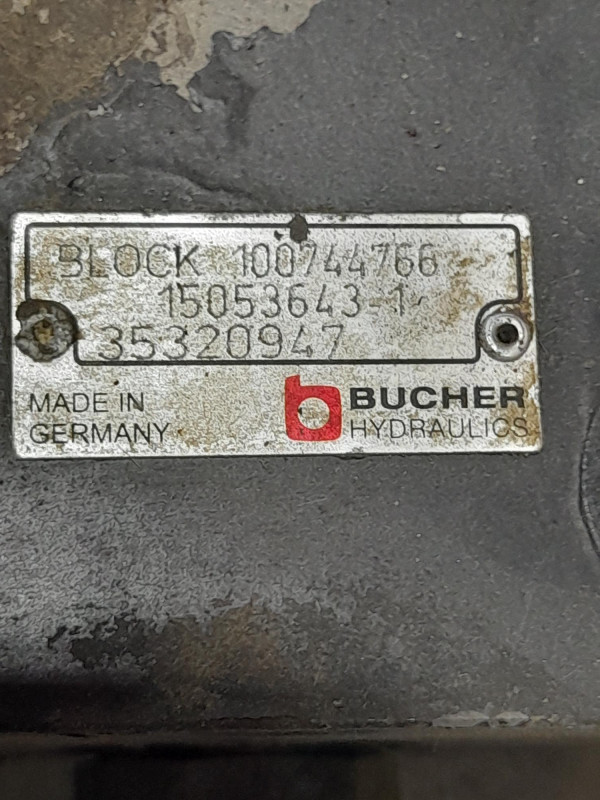 BLOCK 100744766
15053643-1
35320947
MADE IN
GERMANY
BUCHER
HYDRAULICS